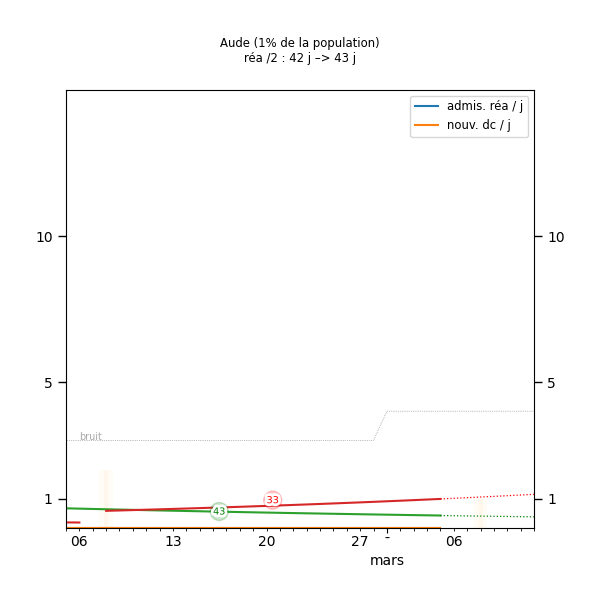 Aude (1% de la population)
réa /2 : 42 j –> 43 j
admis. réa / j
nouv. dc / j
10
10
5
5
bruit
1
33
43
1
06
13
20
27
-
06
mars